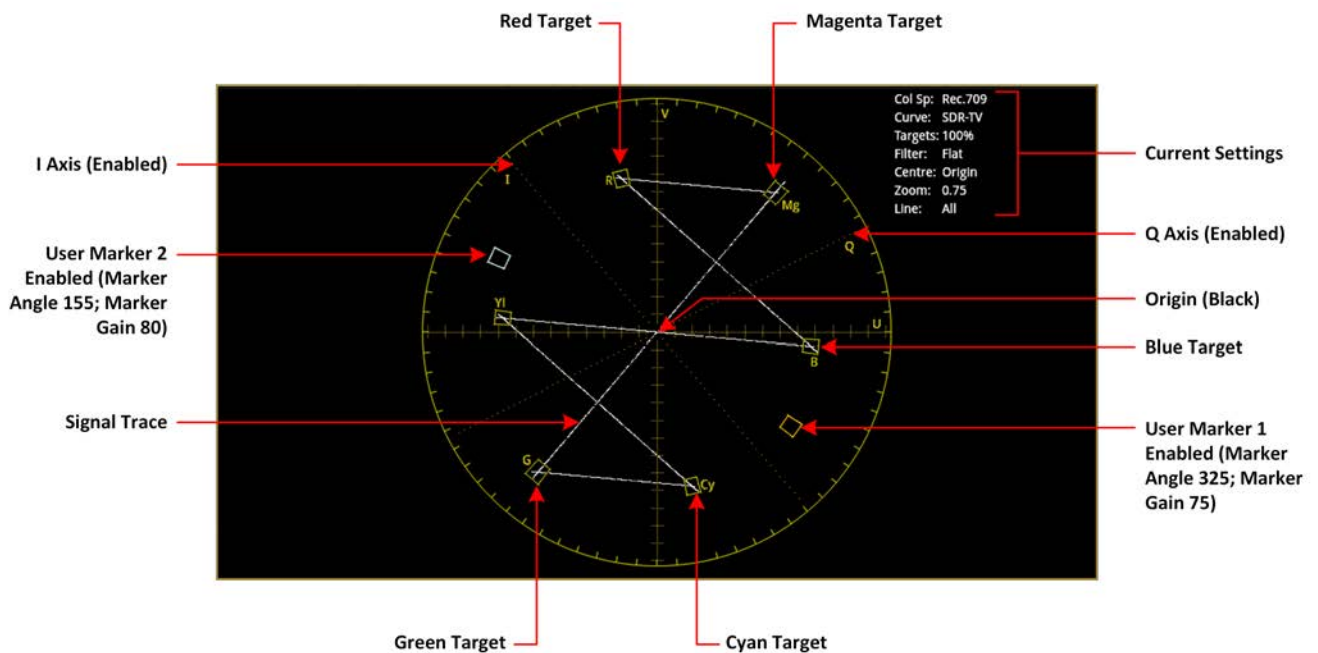 Red Target
Magenta Target
Col Sp: Rec.709
Curve: SDR-TV
Targets: 100%
Filter: Flat
Centre: Origin
Zoom: 0.75
Line: All
Current Settings
I Axis (Enabled)
V
I
R
Mg
Q
Q Axis (Enabled)
User Marker 2
Enabled (Marker
Angle 155; Marker
Gain 80)
Yl
U
Origin (Black)
B
Blue Target
Signal Trace
G
Cy
User Marker 1
Enabled (Marker
Angle 325; Marker
Gain 75)
Green Target
Cyan Target